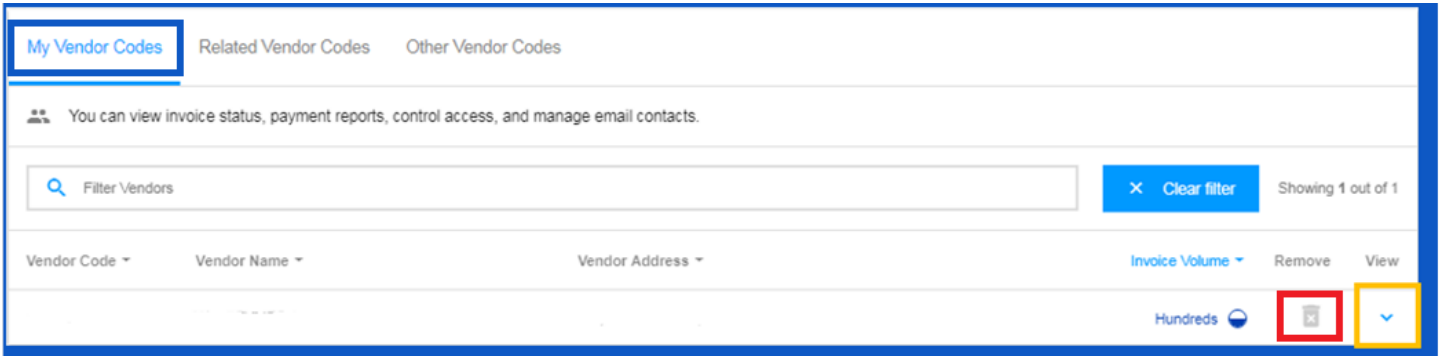 My Vendor Codes Related Vendor Codes Other Vendor Codes
You can view invoice status, payment reports, control access, and manage email contacts.
Filter Vendors Clear filter Showing 1 out of 1
Vendor Code Vendor Name Vendor Address Invoice Volume Remove View
Hundreds